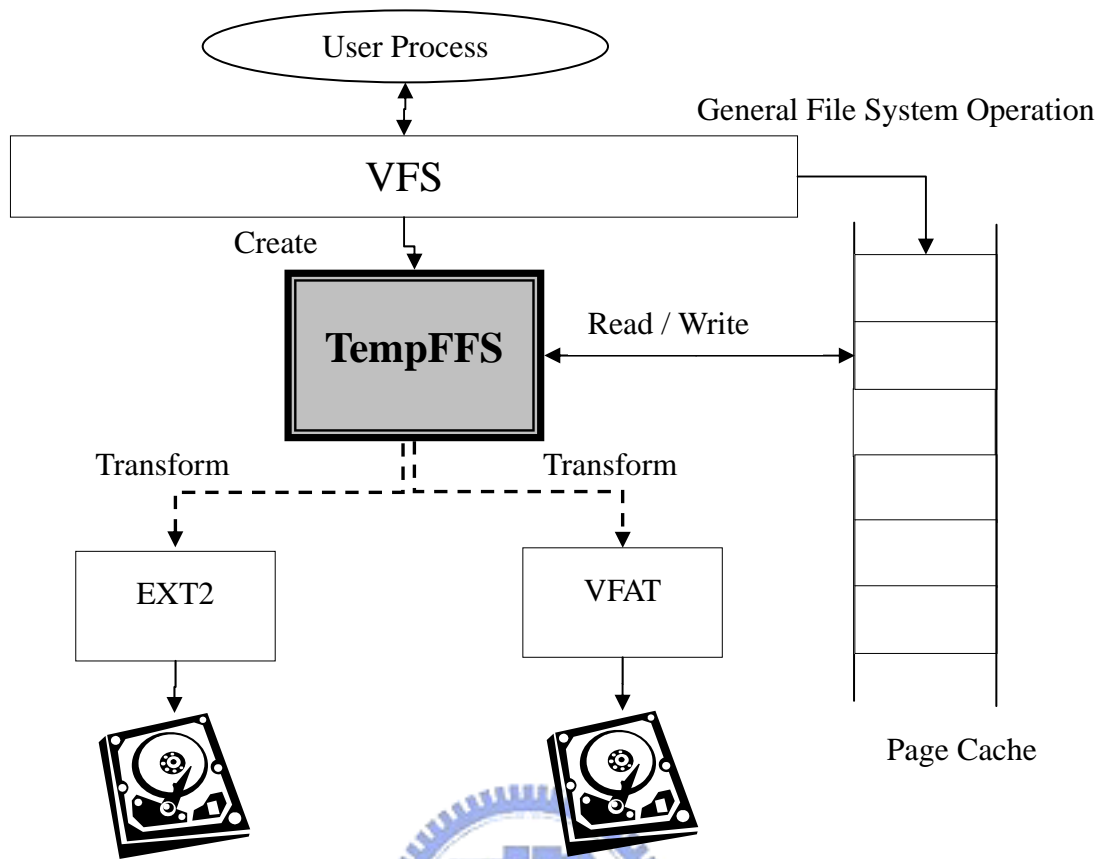 User Process
General File System Operation
VFS
Create
TempFFS
Read / Write
Transform
Transform
EXT2
VFAT
Page Cache